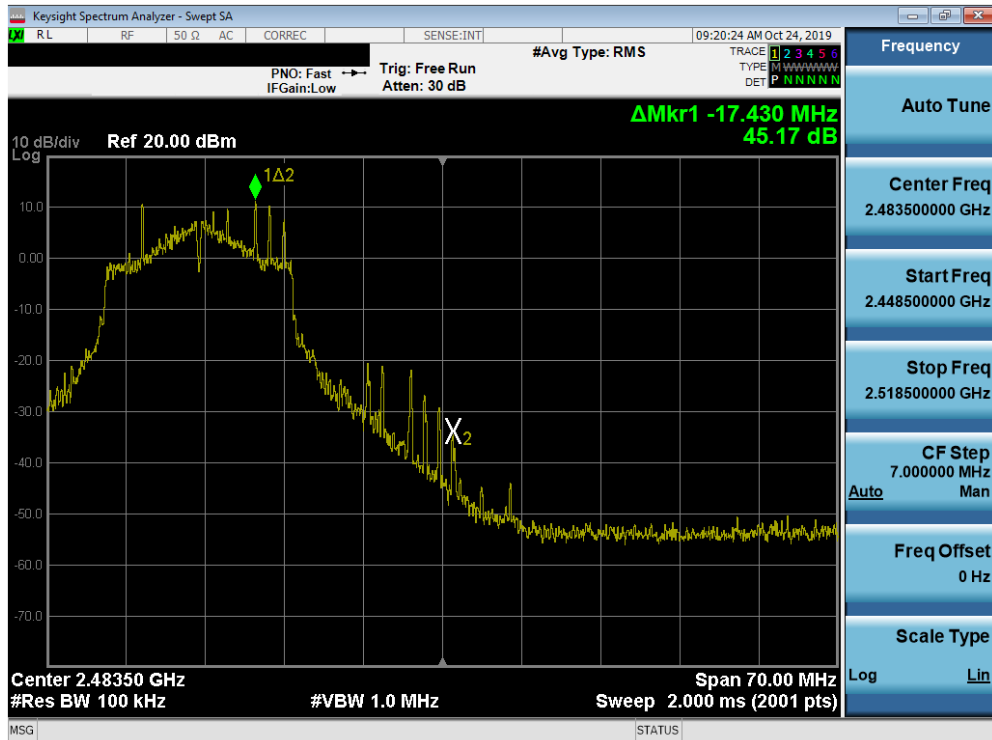 Keysight Spectrum Analyzer - Swept SA
LXI RL RF 50 Ω AC CORREC SENSE:INT 09:20:24 AM Oct 24, 2019
#Avg Type: RMS TRACE 1 2 3 4 5 6
PNO: Fast Trig: Free Run TYPE M WWWWW
IFGain:Low Atten: 30 dB DET P N N N N N
ΔMkr1 -17.430 MHz
45.17 dB
10 dB/div Ref 20.00 dBm
Log
1Δ2
10.0
0.00
-10.0
-20.0
-30.0
X2
-40.0
-50.0
-60.0
-70.0
Center 2.48350 GHz Span 70.00 MHz
#Res BW 100 kHz #VBW 1.0 MHz Sweep 2.000 ms (2001 pts)
MSG STATUS
Frequency
Auto Tune
Center Freq
2.483500000 GHz
Start Freq
2.448500000 GHz
Stop Freq
2.518500000 GHz
CF Step
7.000000 MHz
Auto Man
Freq Offset
0 Hz
Scale Type
Log Lin